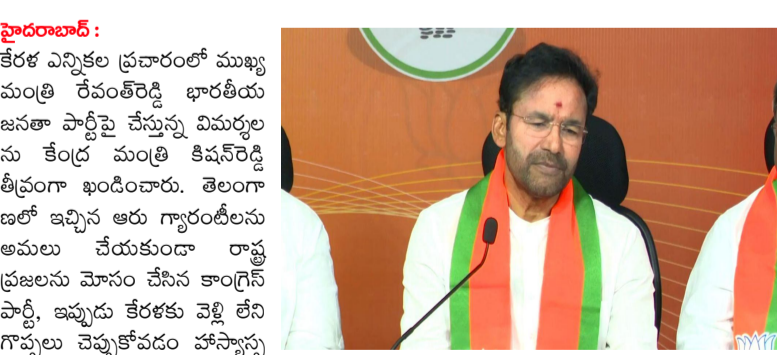 హైదరాబాద్ :
కేరళ ఎన్నికల ప్రచారంలో ముఖ్య
మంత్రి రేవంత్‌రెడ్డి భారతీయ
జనతా పార్టీపై చేస్తున్న విమర్శల
ను కేంద్ర మంత్రి కిషన్‌రెడ్డి
తీవ్రంగా ఖండించారు. తెలంగా
ణలో ఇచ్చిన ఆరు గ్యారంటీలను
అమలు చేయకుండా రాష్ట్ర
ప్రజలను మోసం చేసిన కాంగ్రెస్
పార్టీ, ఇప్పుడు కేరళకు వెళ్లి లేని
గొప్పలు చెప్పుకోవడం హాస్యాస్ప